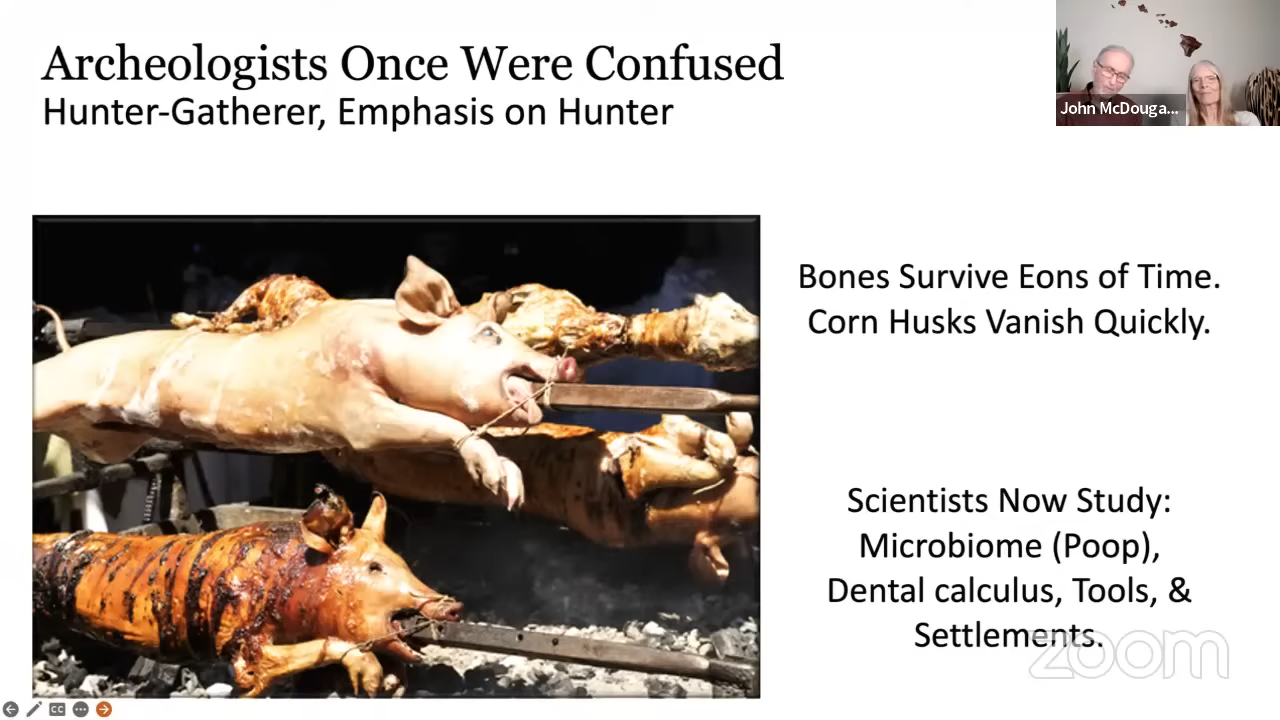 Archeologists Once Were Confused
Hunter-Gatherer, Emphasis on Hunter
John McDouga...
Bones Survive Eons of Time.
Corn Husks Vanish Quickly.
Scientists Now Study:
Microbiome (Poop),
Dental calculus, Tools, &
Settlements.
zoom
CC